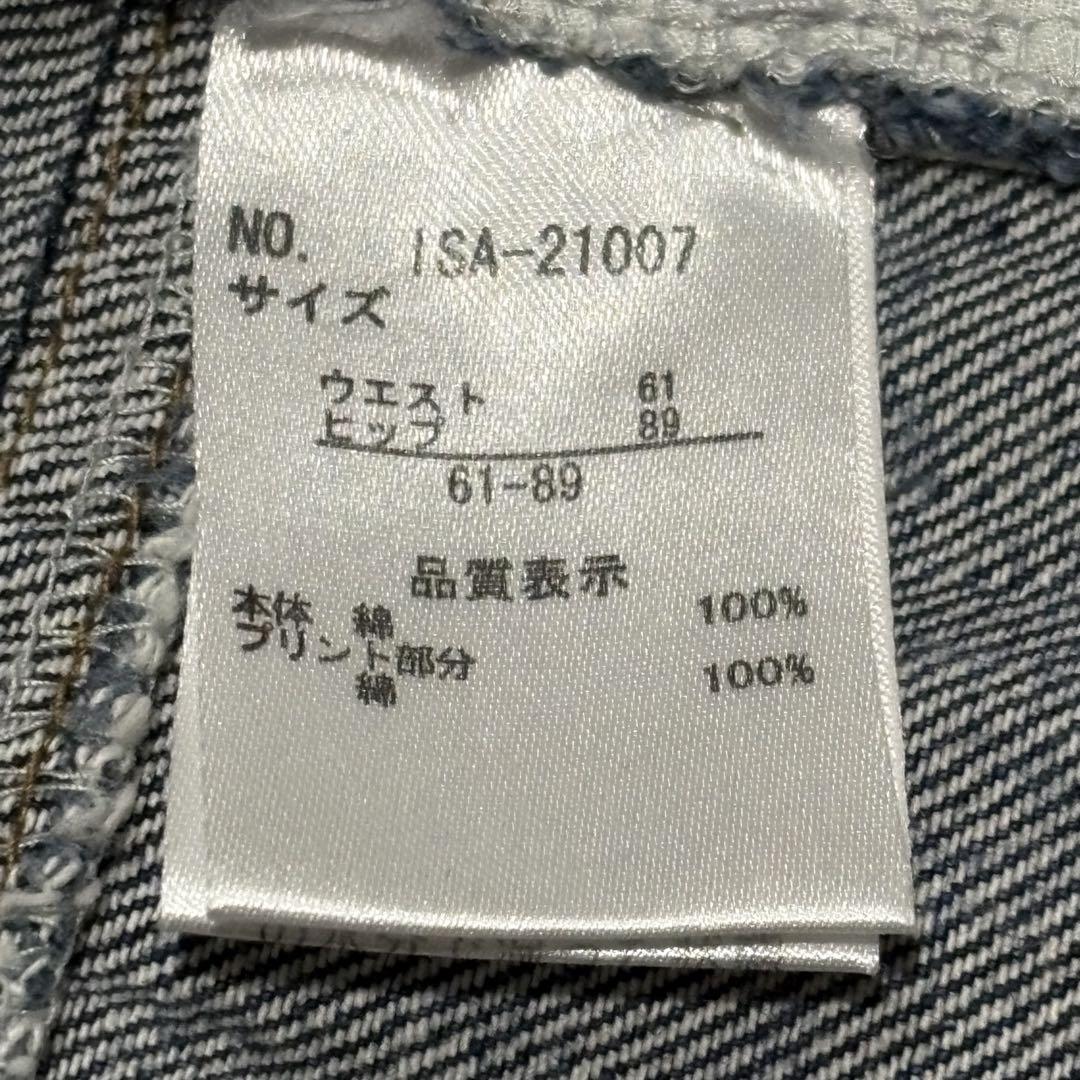 NO. ISA-21007
サイズ
ウエスト 61
ヒップ 89
61-89
品質表示
本体 綿 100%
プリント部分
綿 100%